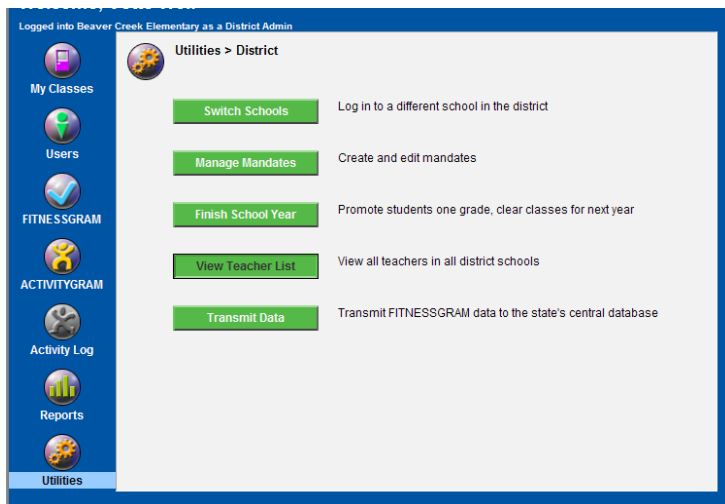 Logged into Beaver Creek Elementary as a District Admin
Utilities > District
My Classes
Users
FITNESSGRAM
ACTIVITYGRAM
Activity Log
Reports
Utilities
Switch Schools Log in to a different school in the district
Manage Mandates Create and edit mandates
Finish School Year Promote students one grade, clear classes for next year
View Teacher List View all teachers in all district schools
Transmit Data Transmit FITNESSGRAM data to the state's central database